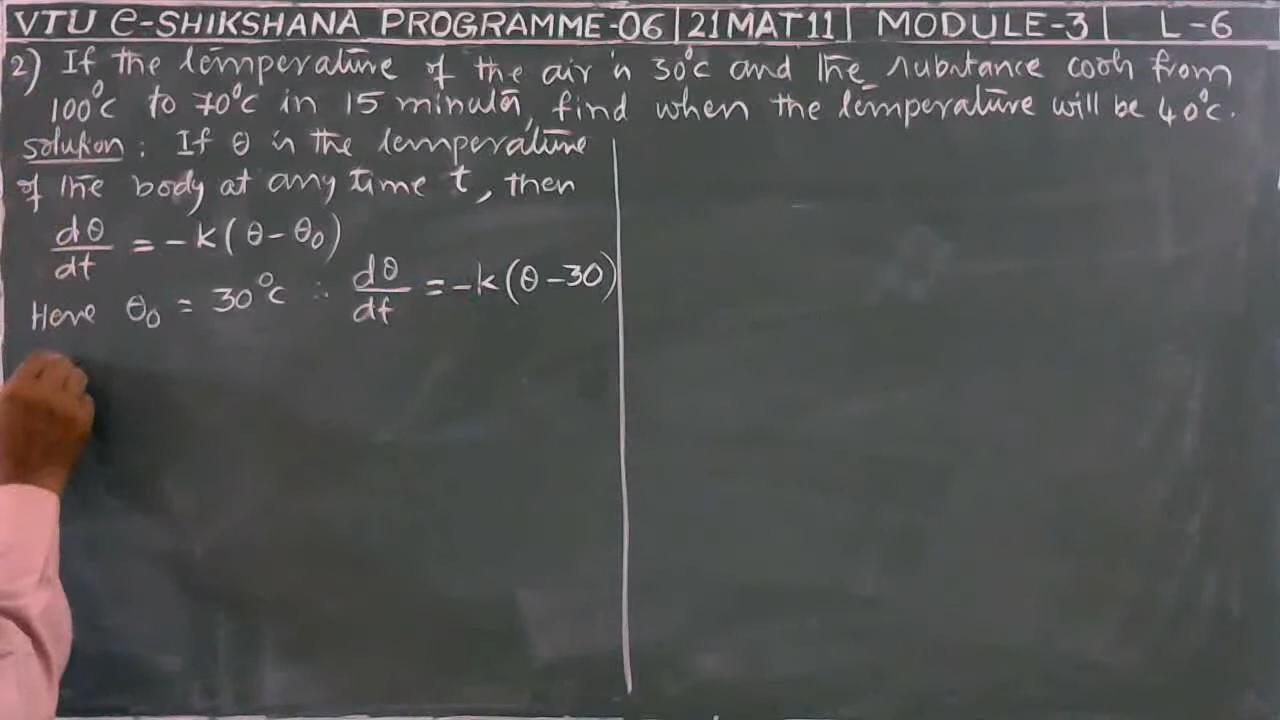 VTU e-SHIKSHANA PROGRAMME-06 | 21MAT11 | MODULE-3 | L-6
2) If the temperature of the air is 30°C and the substance cools from
100°C to 70°C in 15 minutes, find when the temperature will be 40°C.
Solution: If θ is the temperature
of the body at any time t, then
dθ/dt = -k(θ-θ₀)
Here θ₀ = 30°C ∴ dθ/dt = -k(θ-30)